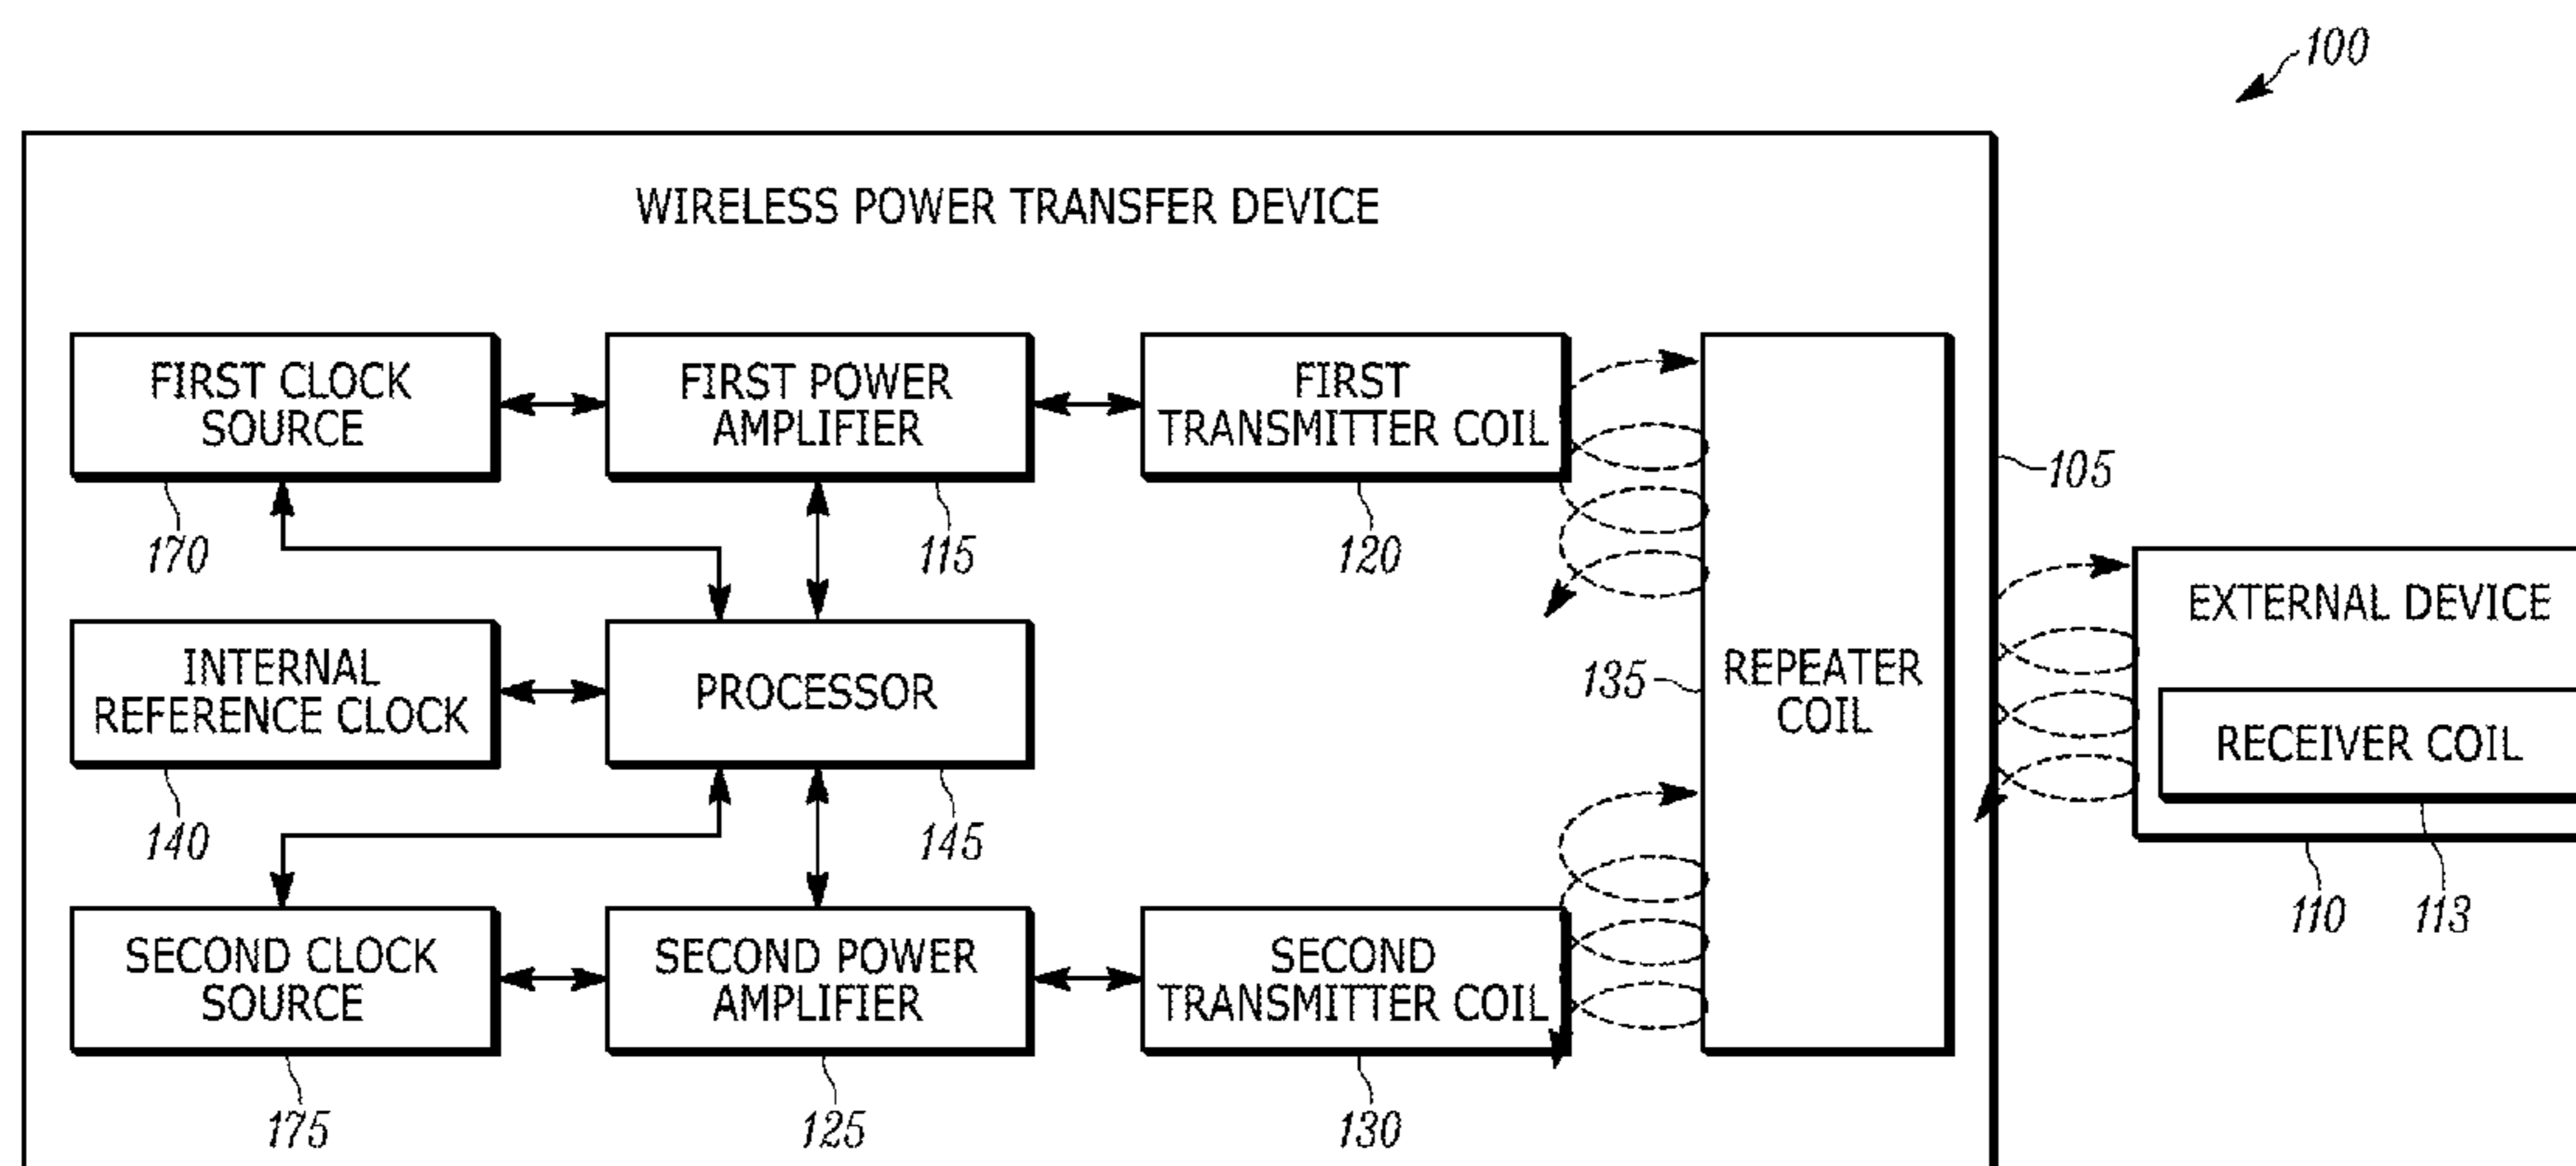 100
WIRELESS POWER TRANSFER DEVICE
FIRST CLOCK
SOURCE
FIRST POWER
AMPLIFIER
FIRST
TRANSMITTER COIL
105
170
115
120
EXTERNAL DEVICE
INTERNAL
REFERENCE CLOCK
PROCESSOR
135
REPEATER
COIL
RECEIVER COIL
140
145
110
113
SECOND CLOCK
SOURCE
SECOND POWER
AMPLIFIER
SECOND
TRANSMITTER COIL
175
125
130